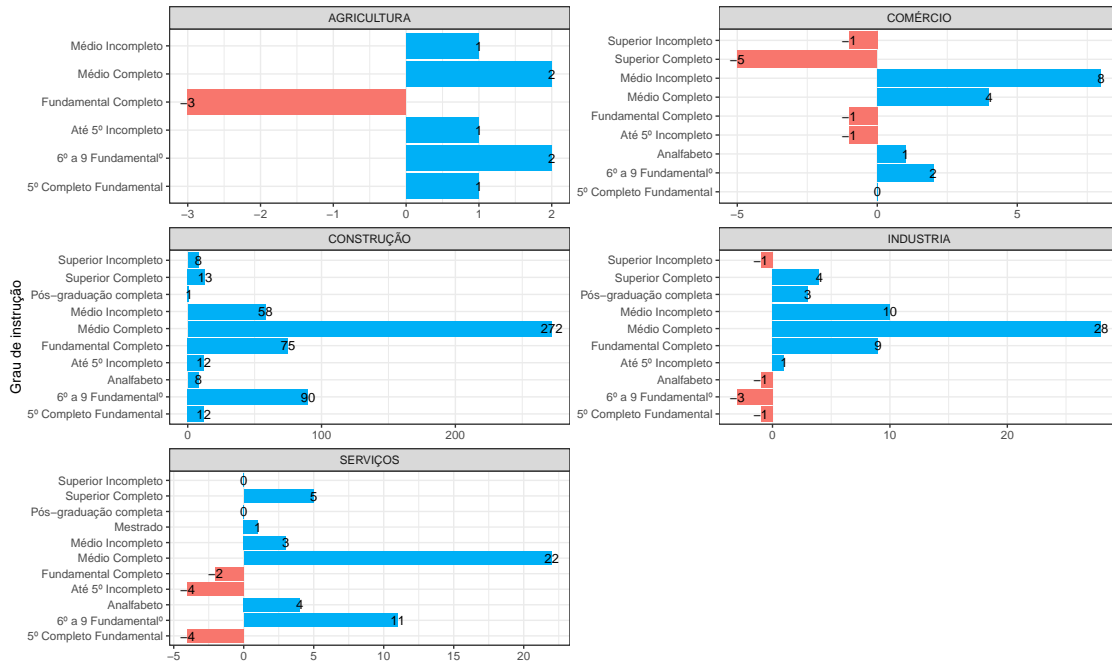 AGRICULTURA
Médio Incompleto 1
Médio Completo 2
Fundamental Completo −3
Até 5º Incompleto 1
6º a 9 Fundamentalº 2
5º Completo Fundamental 1
−3 −2 −1 0 1 2
COMÉRCIO
Superior Incompleto −1
Superior Completo −5
Médio Incompleto 8
Médio Completo 4
Fundamental Completo −1
Até 5º Incompleto −1
Analfabeto 1
6º a 9 Fundamentalº 2
5º Completo Fundamental 0
−5 0 5
Grau de instrução
CONSTRUÇÃO
Superior Incompleto 8
Superior Completo 13
Pós−graduação completa 1
Médio Incompleto 58
Médio Completo 272
Fundamental Completo 75
Até 5º Incompleto 12
Analfabeto 8
6º a 9 Fundamentalº 90
5º Completo Fundamental 12
0 100 200
INDUSTRIA
Superior Incompleto −1
Superior Completo 4
Pós−graduação completa 3
Médio Incompleto 10
Médio Completo 28
Fundamental Completo 9
Até 5º Incompleto 1
Analfabeto −1
6º a 9 Fundamentalº −3
5º Completo Fundamental −1
0 10 20
SERVIÇOS
Superior Incompleto 0
Superior Completo 5
Pós−graduação completa 0
Mestrado 1
Médio Incompleto 3
Médio Completo 22
Fundamental Completo −2
Até 5º Incompleto −4
Analfabeto 4
6º a 9 Fundamentalº 11
5º Completo Fundamental −4
−5 0 5 10 15 20